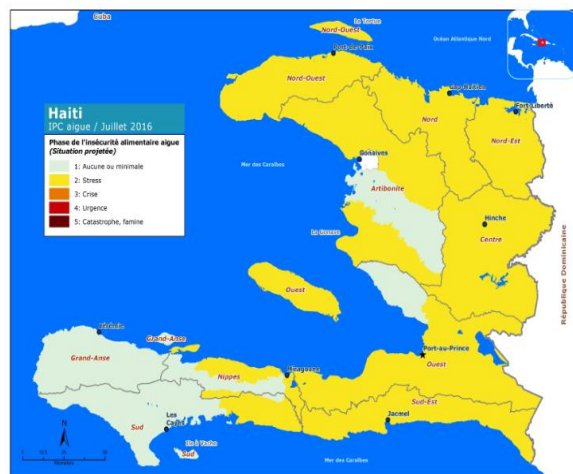 Cuba
La Tortue
Nord-Ouest
Océan Atlantique Nord
Port-de-Paix
Nord-Ouest
Cap-Haïtien
Fort-Liberté
Nord
Nord-Est
Haiti
IPC aigue / Juillet 2016
Phase de l'insécurité alimentaire aigue
(Situation projetée)
1: Aucune ou minimale
2: Stress
3: Crise
4: Urgence
5: Catastrophe, famine
Gonaives
Mer des Caraïbes
Artibonite
Hinche
La Gonave
Centre
Ouest
République Dominicaine
Jérémie
Grand-Anse
Grand-Anse
Port-au-Prince
Ouest
Nippes
Miragoane
Sud-Est
Jacmel
Les
Cayes
Sud
Ile à Vache
Sud
N
Mer des Caraïbes